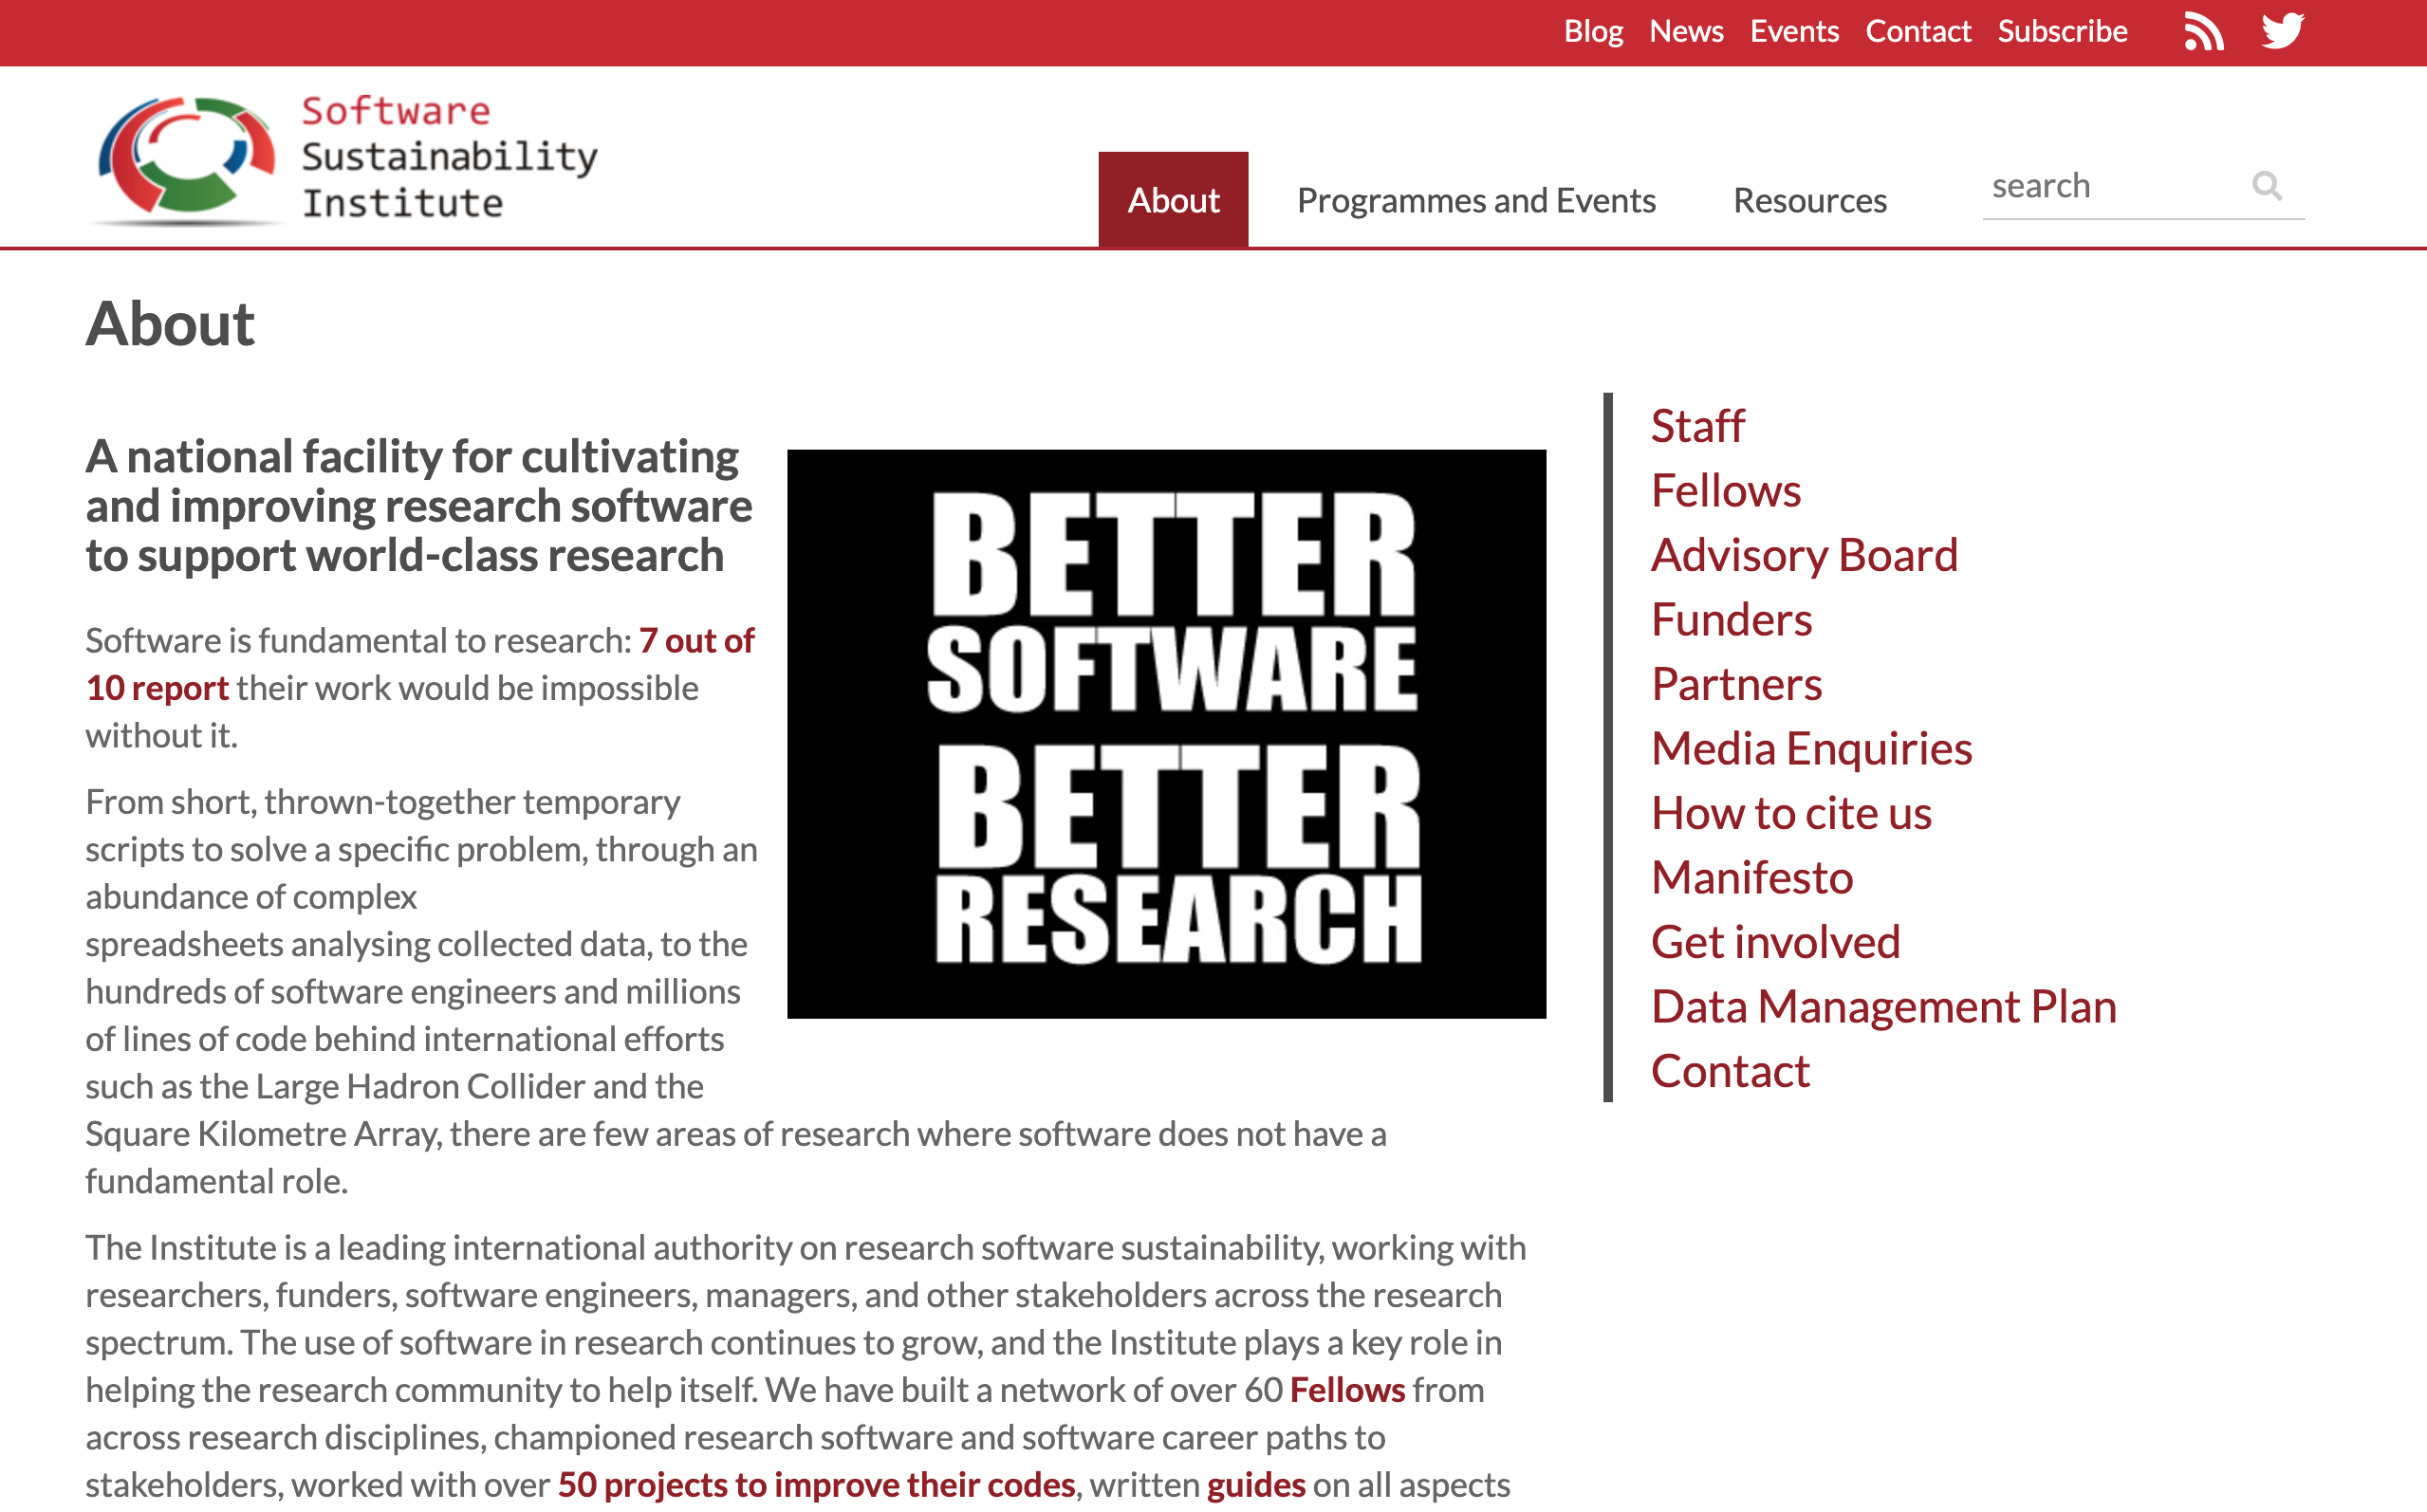 Blog News Events Contact Subscribe
Software
Sustainability
Institute
About Programmes and Events Resources search
About
A national facility for cultivating
and improving research software
to support world-class research
Software is fundamental to research: 7 out of
10 report their work would be impossible
without it.
From short, thrown-together temporary
scripts to solve a specific problem, through an
abundance of complex
spreadsheets analysing collected data, to the
hundreds of software engineers and millions
of lines of code behind international efforts
such as the Large Hadron Collider and the
Square Kilometre Array, there are few areas of research where software does not have a
fundamental role.
The Institute is a leading international authority on research software sustainability, working with
researchers, funders, software engineers, managers, and other stakeholders across the research
spectrum. The use of software in research continues to grow, and the Institute plays a key role in
helping the research community to help itself. We have built a network of over 60 Fellows from
across research disciplines, championed research software and software career paths to
stakeholders, worked with over 50 projects to improve their codes, written guides on all aspects
BETTER
SOFTWARE
BETTER
RESEARCH
Staff
Fellows
Advisory Board
Funders
Partners
Media Enquiries
How to cite us
Manifesto
Get involved
Data Management Plan
Contact